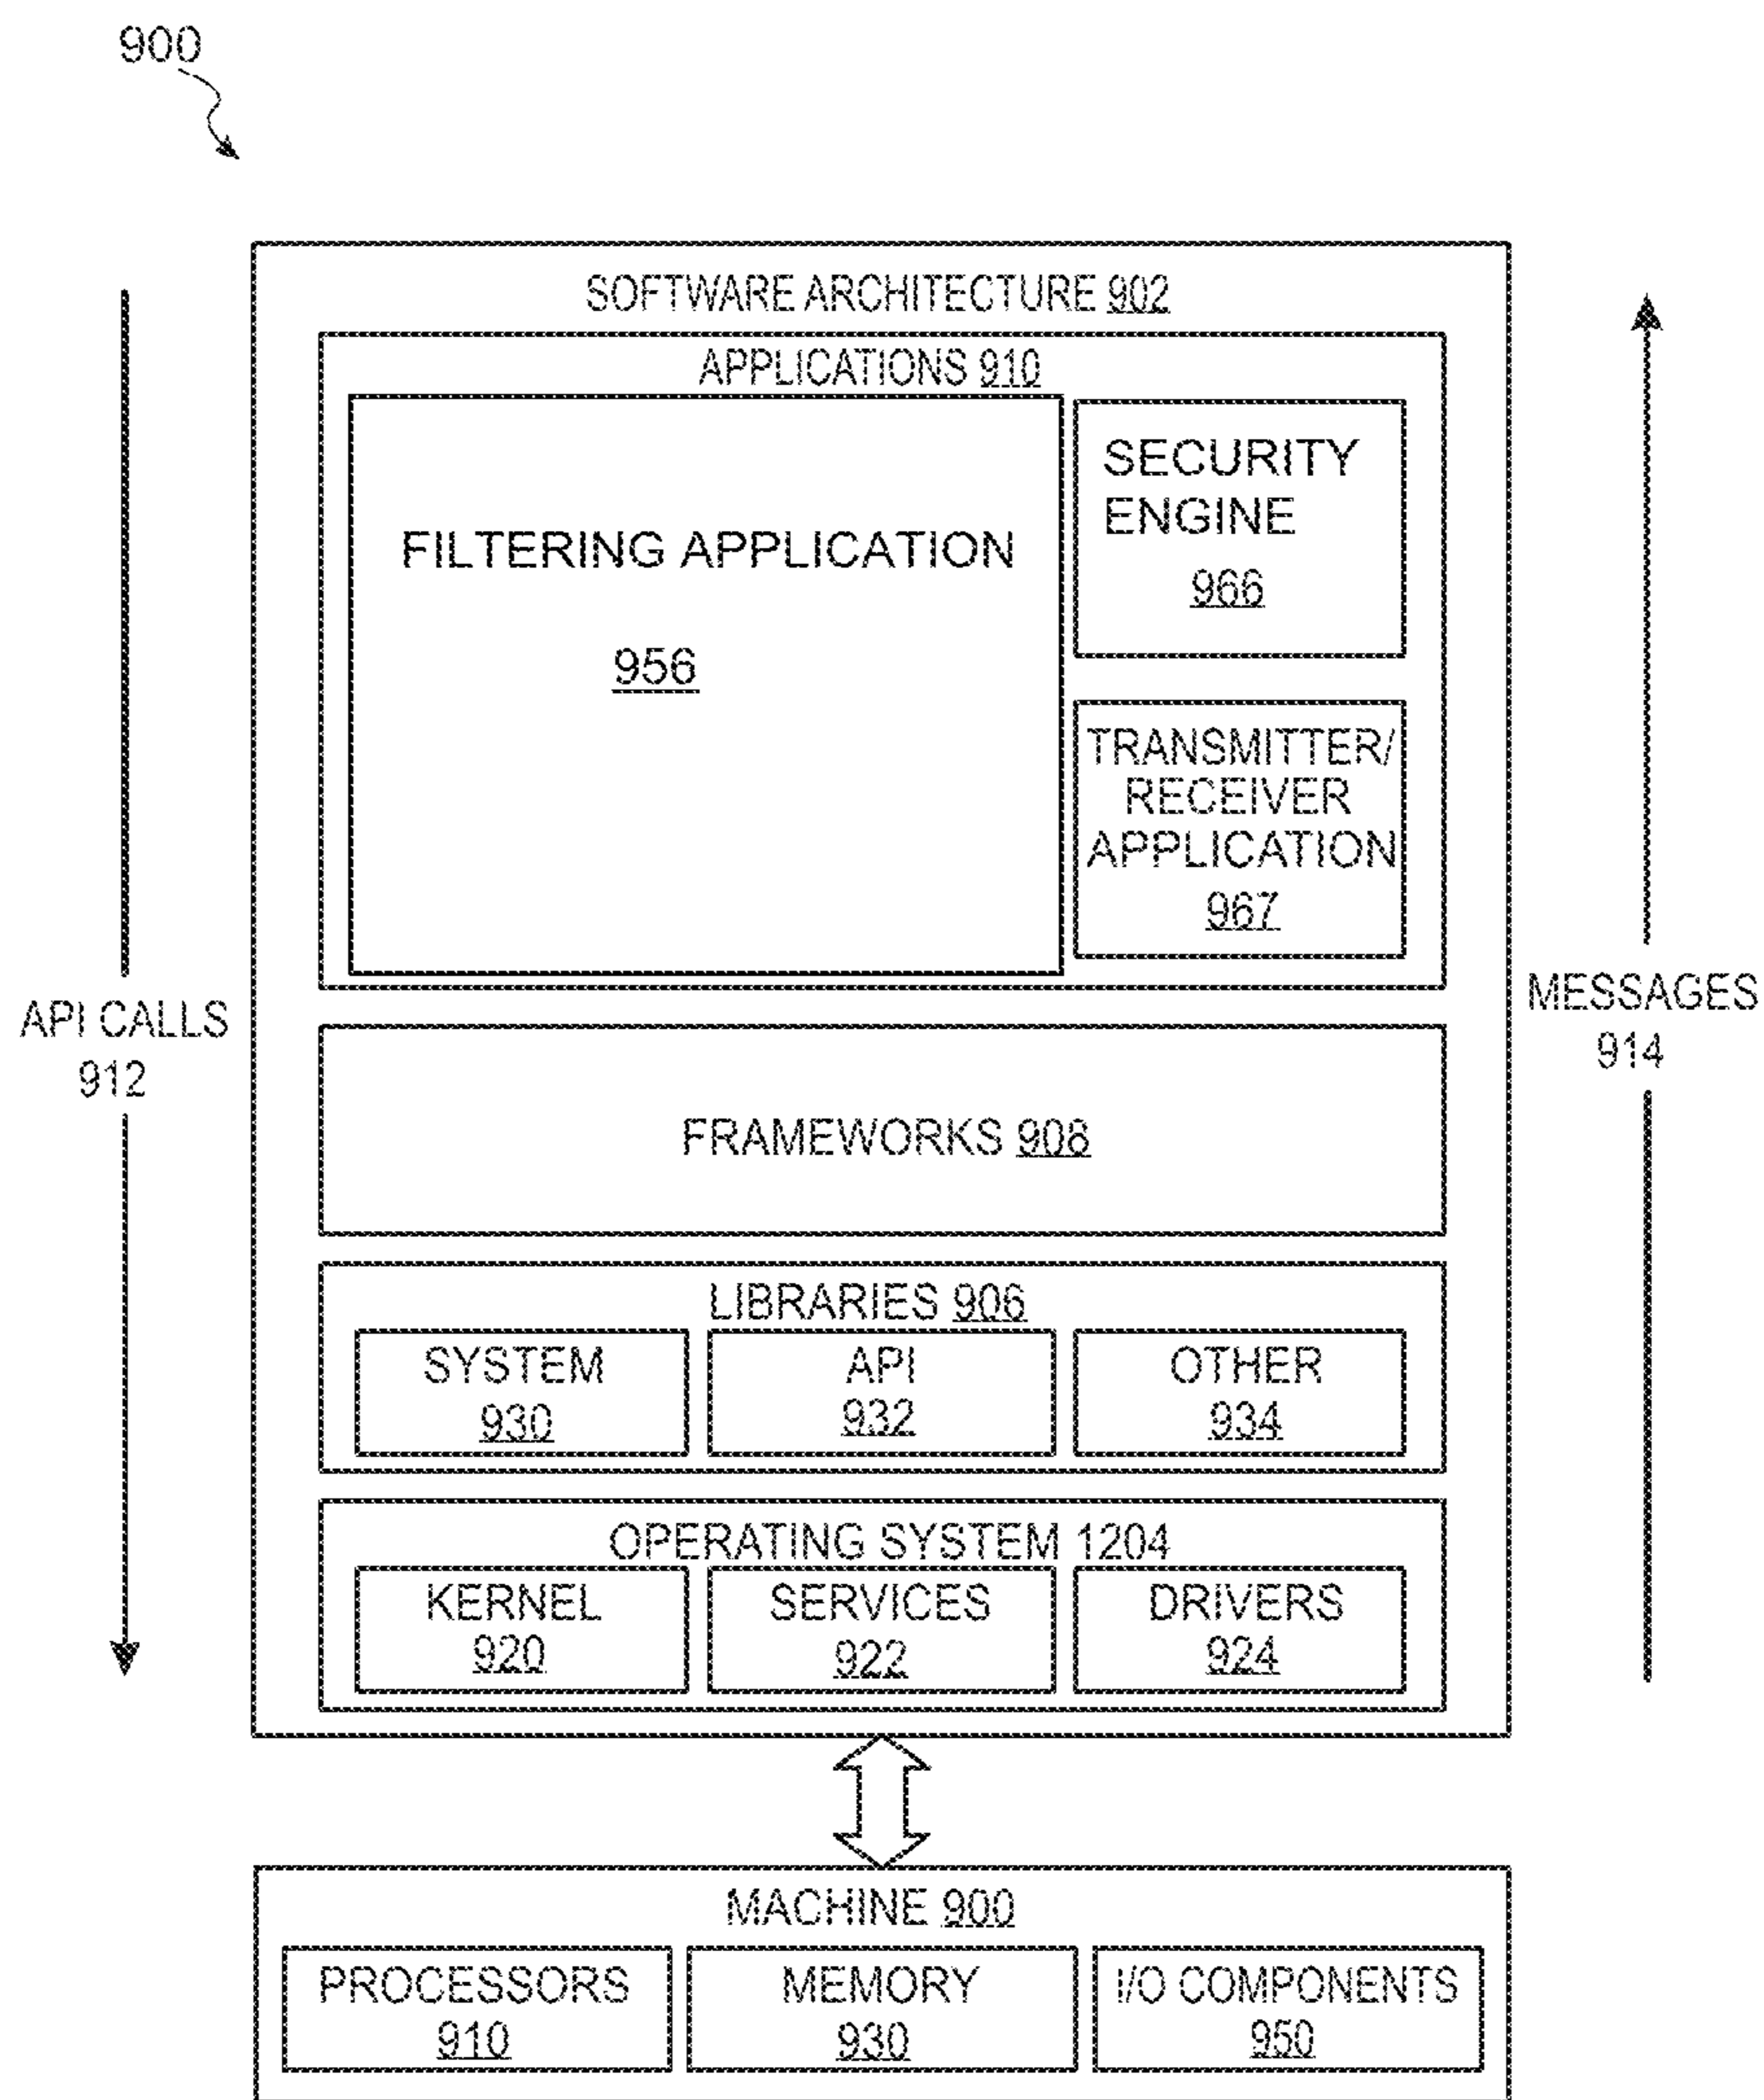 900
SOFTWARE ARCHITECTURE 902
APPLICATIONS 910
FILTERING APPLICATION
956
SECURITY
ENGINE
966
TRANSMITTER/
RECEIVER
APPLICATION
967
API CALLS
912
MESSAGES
914
FRAMEWORKS 908
LIBRARIES 906
SYSTEM
930
API
932
OTHER
934
OPERATING SYSTEM 1204
KERNEL
920
SERVICES
922
DRIVERS
924
MACHINE 900
PROCESSORS
910
MEMORY
930
I/O COMPONENTS
950